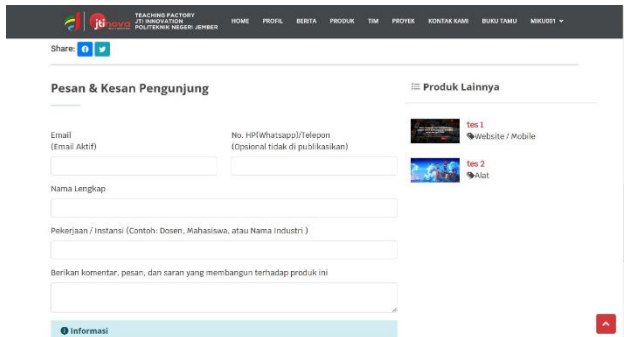 jtinova
TEACHING FACTORY
JTI INNOVATION
POLITEKNIK NEGERI JEMBER
HOME PROFIL BERITA PRODUK TIM PROYEK KONTAK KAMI BUKU TAMU MIKU001
Share:
Pesan & Kesan Pengunjung
Email
(Email Aktif)
No. HP(Whatsapp)/Telepon
(Opsional tidak di publikasikan)
Nama Lengkap
Pekerjaan / Instansi (Contoh: Dosen, Mahasiswa, atau Nama Industri )
Berikan komentar, pesan, dan saran yang membangun terhadap produk ini
Informasi
Produk Lainnya
tes 1
Website / Mobile
tes 2
Alat